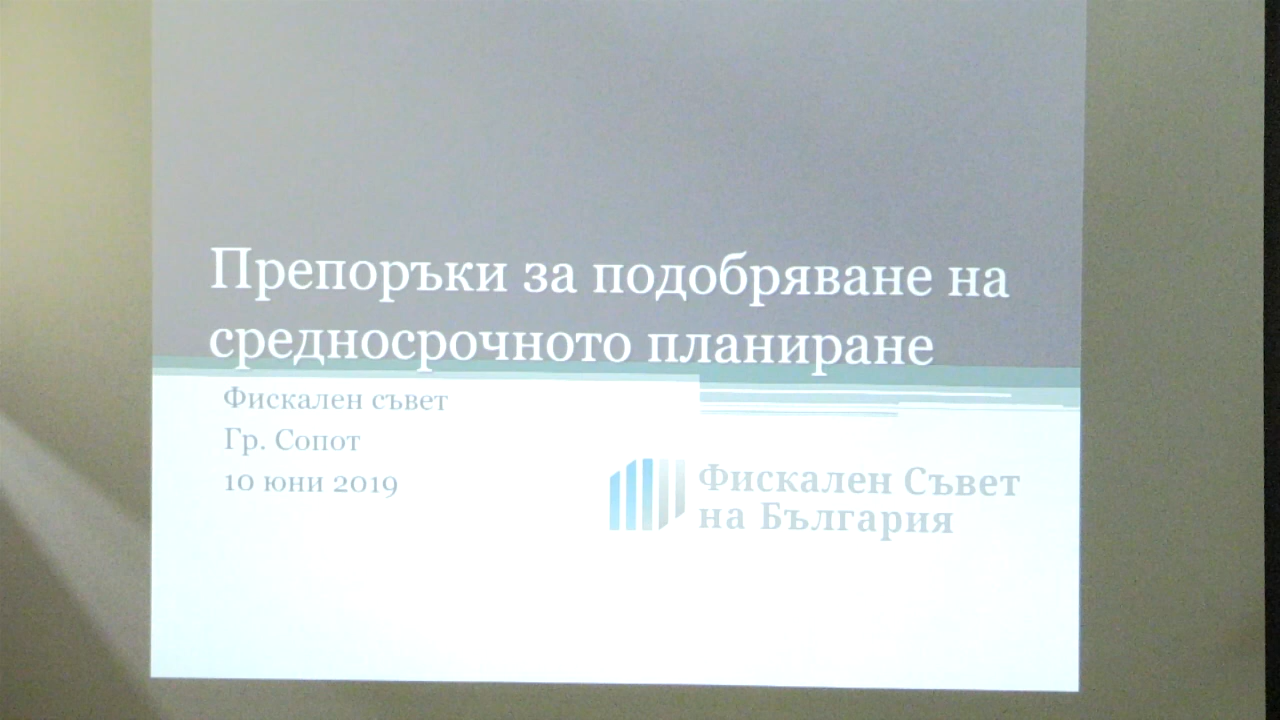 Препоръки за подобряване на
средносрочното планиране
Фискален съвет
Гр. Сопот
10 юни 2019
Фискален Съвет
на България